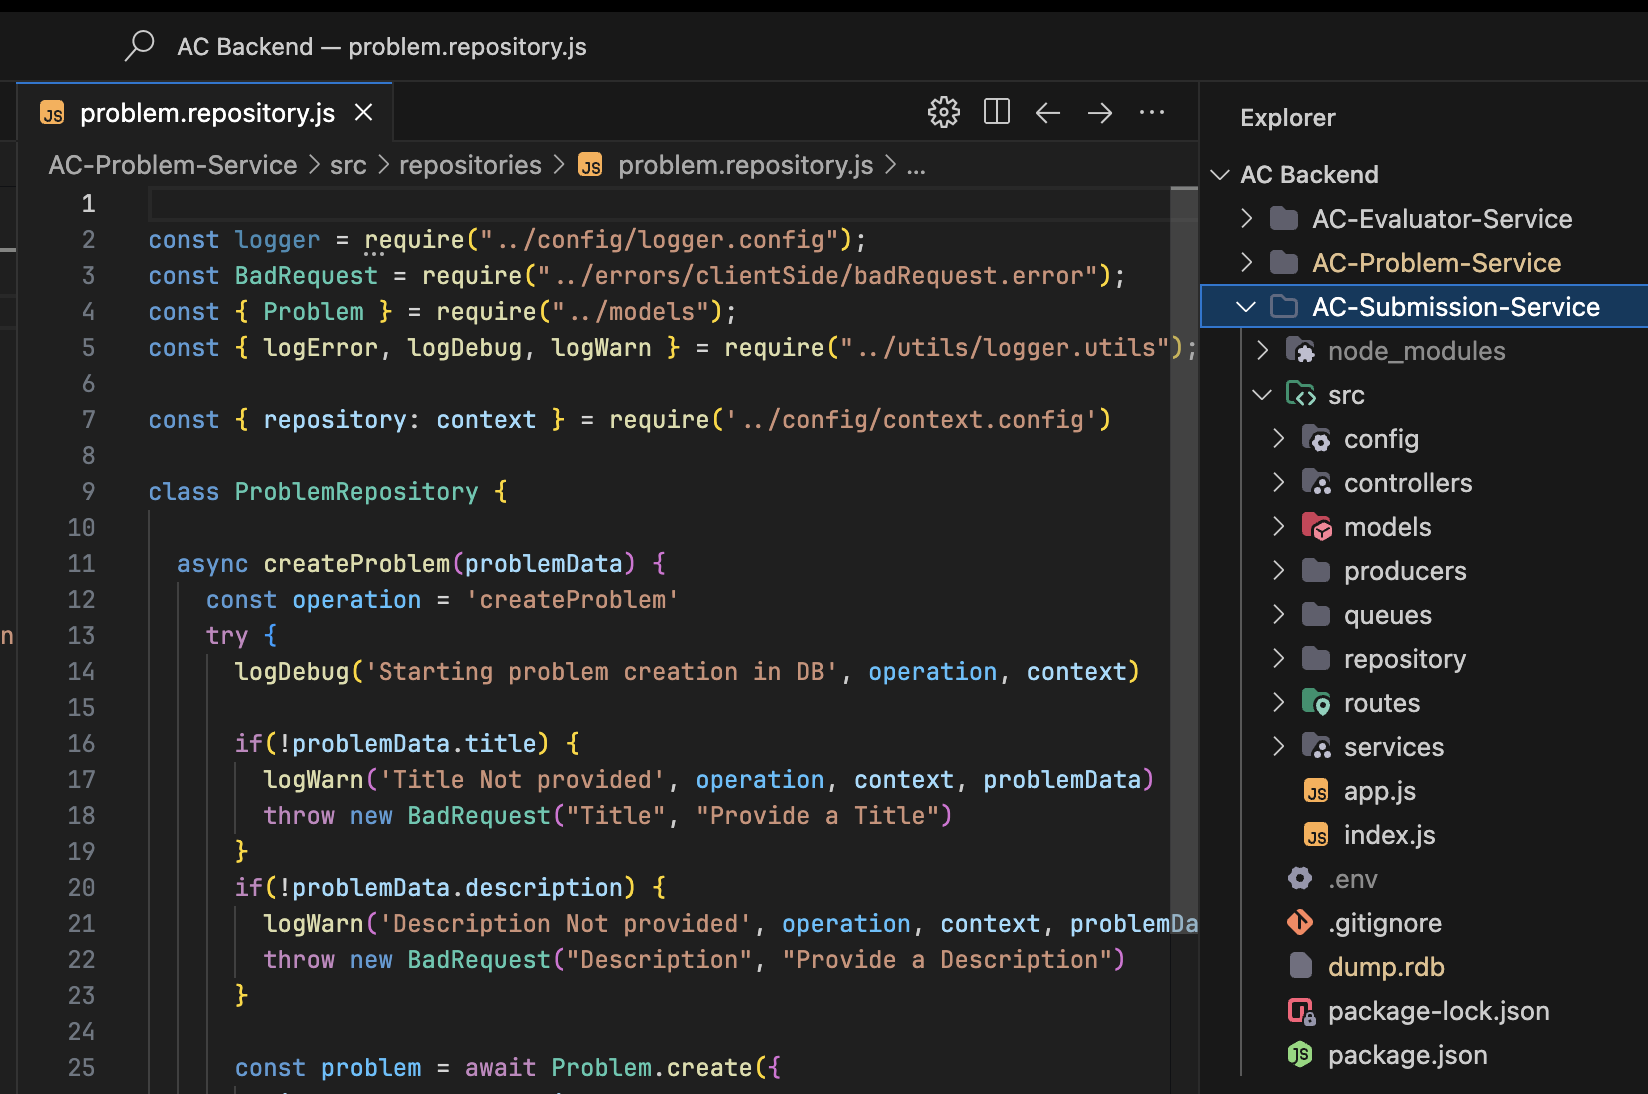 AC Backend — problem.repository.js
JS problem.repository.js
AC-Problem-Service > src > repositories > JS problem.repository.js > ...
1
2 const logger = require("../config/logger.config");
3 const BadRequest = require("../errors/clientSide/badRequest.error");
4 const { Problem } = require("../models");
5 const { logError, logDebug, logWarn } = require("../utils/logger.utils");
6
7 const { repository: context } = require('../config/context.config')
8
9 class ProblemRepository {
10
11 async createProblem(problemData) {
12 const operation = 'createProblem'
13 try {
14 logDebug('Starting problem creation in DB', operation, context)
15
16 if(!problemData.title) {
17 logWarn('Title Not provided', operation, context, problemData)
18 throw new BadRequest("Title", "Provide a Title")
19 }
20 if(!problemData.description) {
21 logWarn('Description Not provided', operation, context, problemDa
22 throw new BadRequest("Description", "Provide a Description")
23 }
24
25 const problem = await Problem.create({
n
Explorer
AC Backend
AC-Evaluator-Service
AC-Problem-Service
AC-Submission-Service
node_modules
src
config
controllers
models
producers
queues
repository
routes
services
JS app.js
JS index.js
.env
.gitignore
dump.rdb
package-lock.json
JS package.json